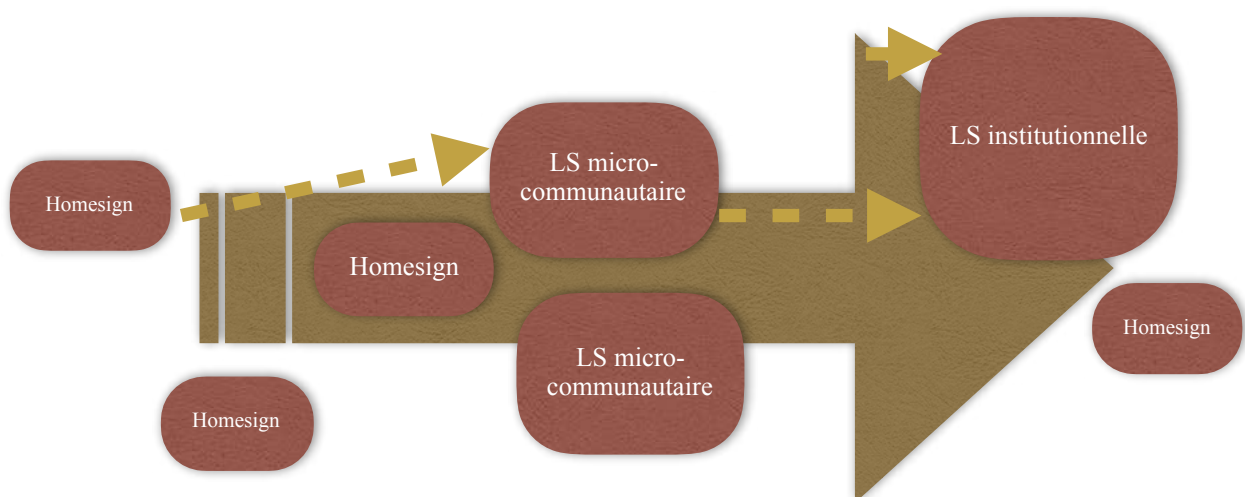 LS institutionnelle
LS micro-
communautaire
Homesign
Homesign
Homesign
LS micro-
communautaire
Homesign